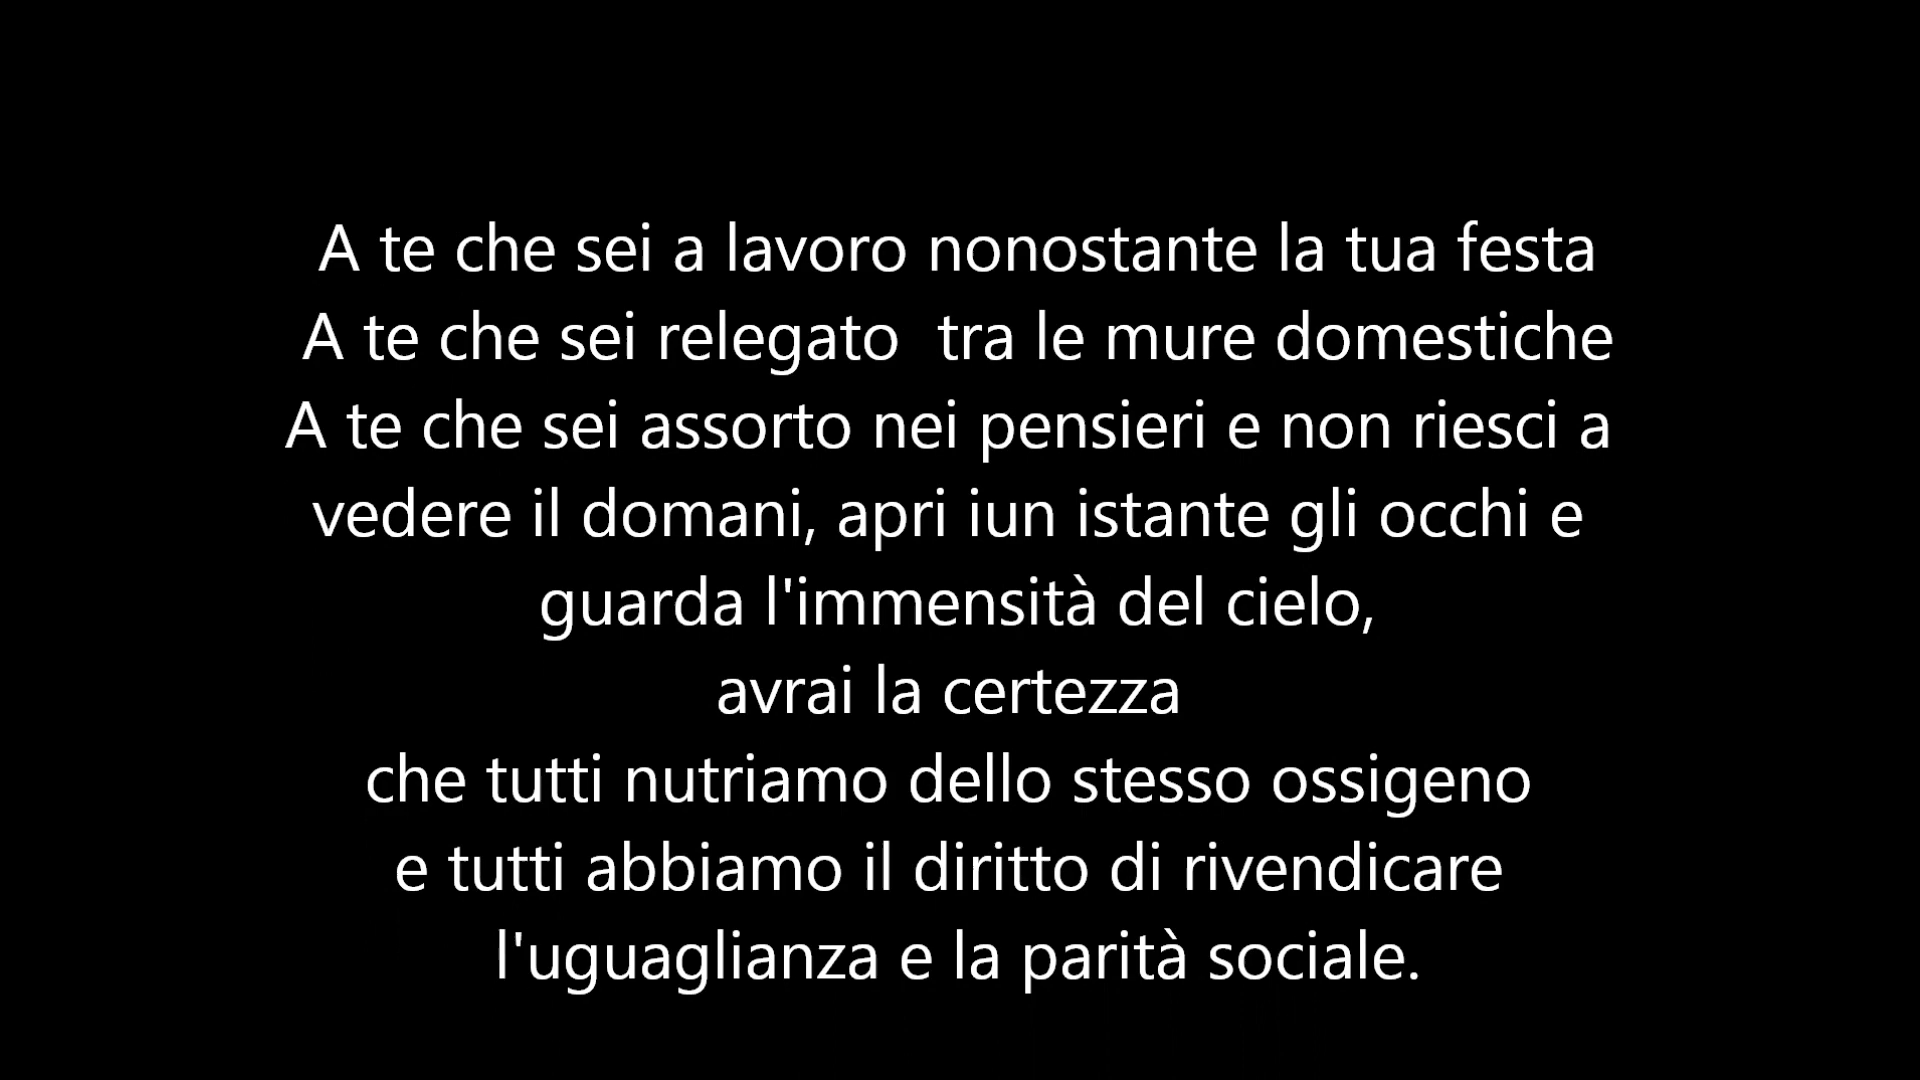 A te che sei a lavoro nonostante la tua festa
A te che sei relegato  tra le mure domestiche
A te che sei assorto nei pensieri e non riesci a
vedere il domani, apri iun istante gli occhi e
guarda l'immensità del cielo,
avrai la certezza
che tutti nutriamo dello stesso ossigeno
e tutti abbiamo il diritto di rivendicare
l'uguaglianza e la parità sociale.